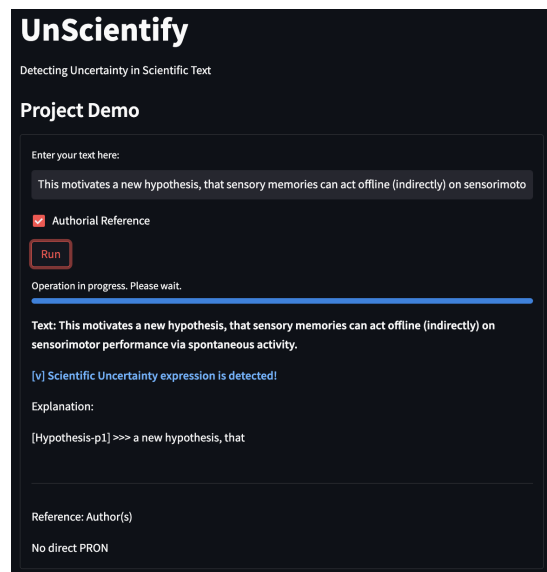 UnScientify
Detecting Uncertainty in Scientific Text
Project Demo
Enter your text here:
This motivates a new hypothesis, that sensory memories can act offline (indirectly) on sensorimoto
Authorial Reference
Run
Operation in progress. Please wait.
Text: This motivates a new hypothesis, that sensory memories can act offline (indirectly) on
sensorimotor performance via spontaneous activity.
[v] Scientific Uncertainty expression is detected!
Explanation:
[Hypothesis-p1] >>> a new hypothesis, that
Reference: Author(s)
No direct PRON